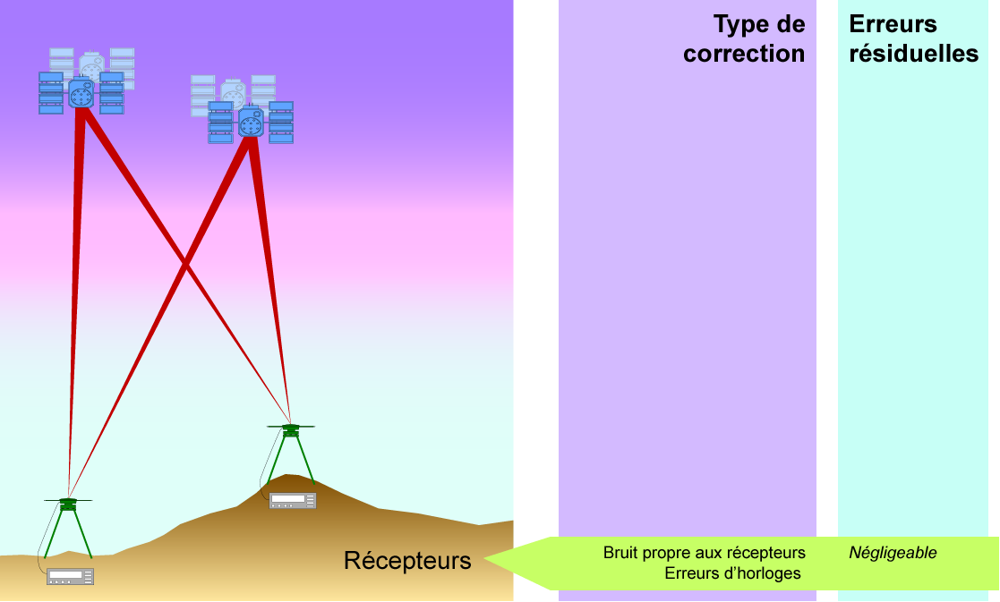 Type de
correction
Erreurs
résiduelles
Récepteurs
Bruit propre aux récepteurs
Erreurs d’horloges
Négligeable